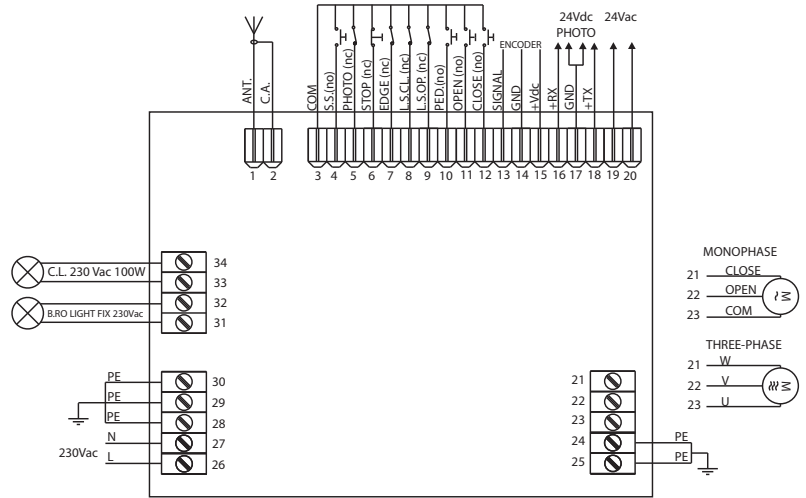 24Vdc
PHOTO
24Vac
ENCODER
ANT.
C.A.
COM
S.S.(no)
PHOTO (nc)
STOP (nc)
EDGE (nc)
L.S.CL. (nc)
L.S.OP. (nc)
PED.(no)
OPEN (no)
CLOSE (no)
SIGNAL
GND
+Vdc
+RX
GND
+TX
1 2 3 4 5 6 7 8 9 10 11 12 13 14 15 16 17 18 19 20
C.L. 230 Vac 100W
34
33
B.RO LIGHT FIX 230Vac
32
31
PE 30
PE 29
PE 28
230Vac
N 27
L 26
21
22
23
24 PE
25 PE
MONOPHASE
21 CLOSE
22 OPEN
23 COM
M
~
THREE-PHASE
21 W
22 V
23 U
M